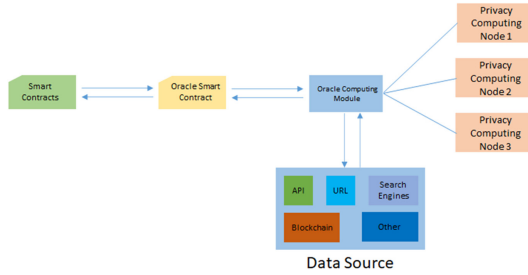 Privacy
Computing
Node 1
Smart
Contracts
Oracle Smart
Contract
Oracle Computing
Module
Privacy
Computing
Node 2
Privacy
Computing
Node 3
API
URL
Search
Engines
Blockchain
Other
Data Source